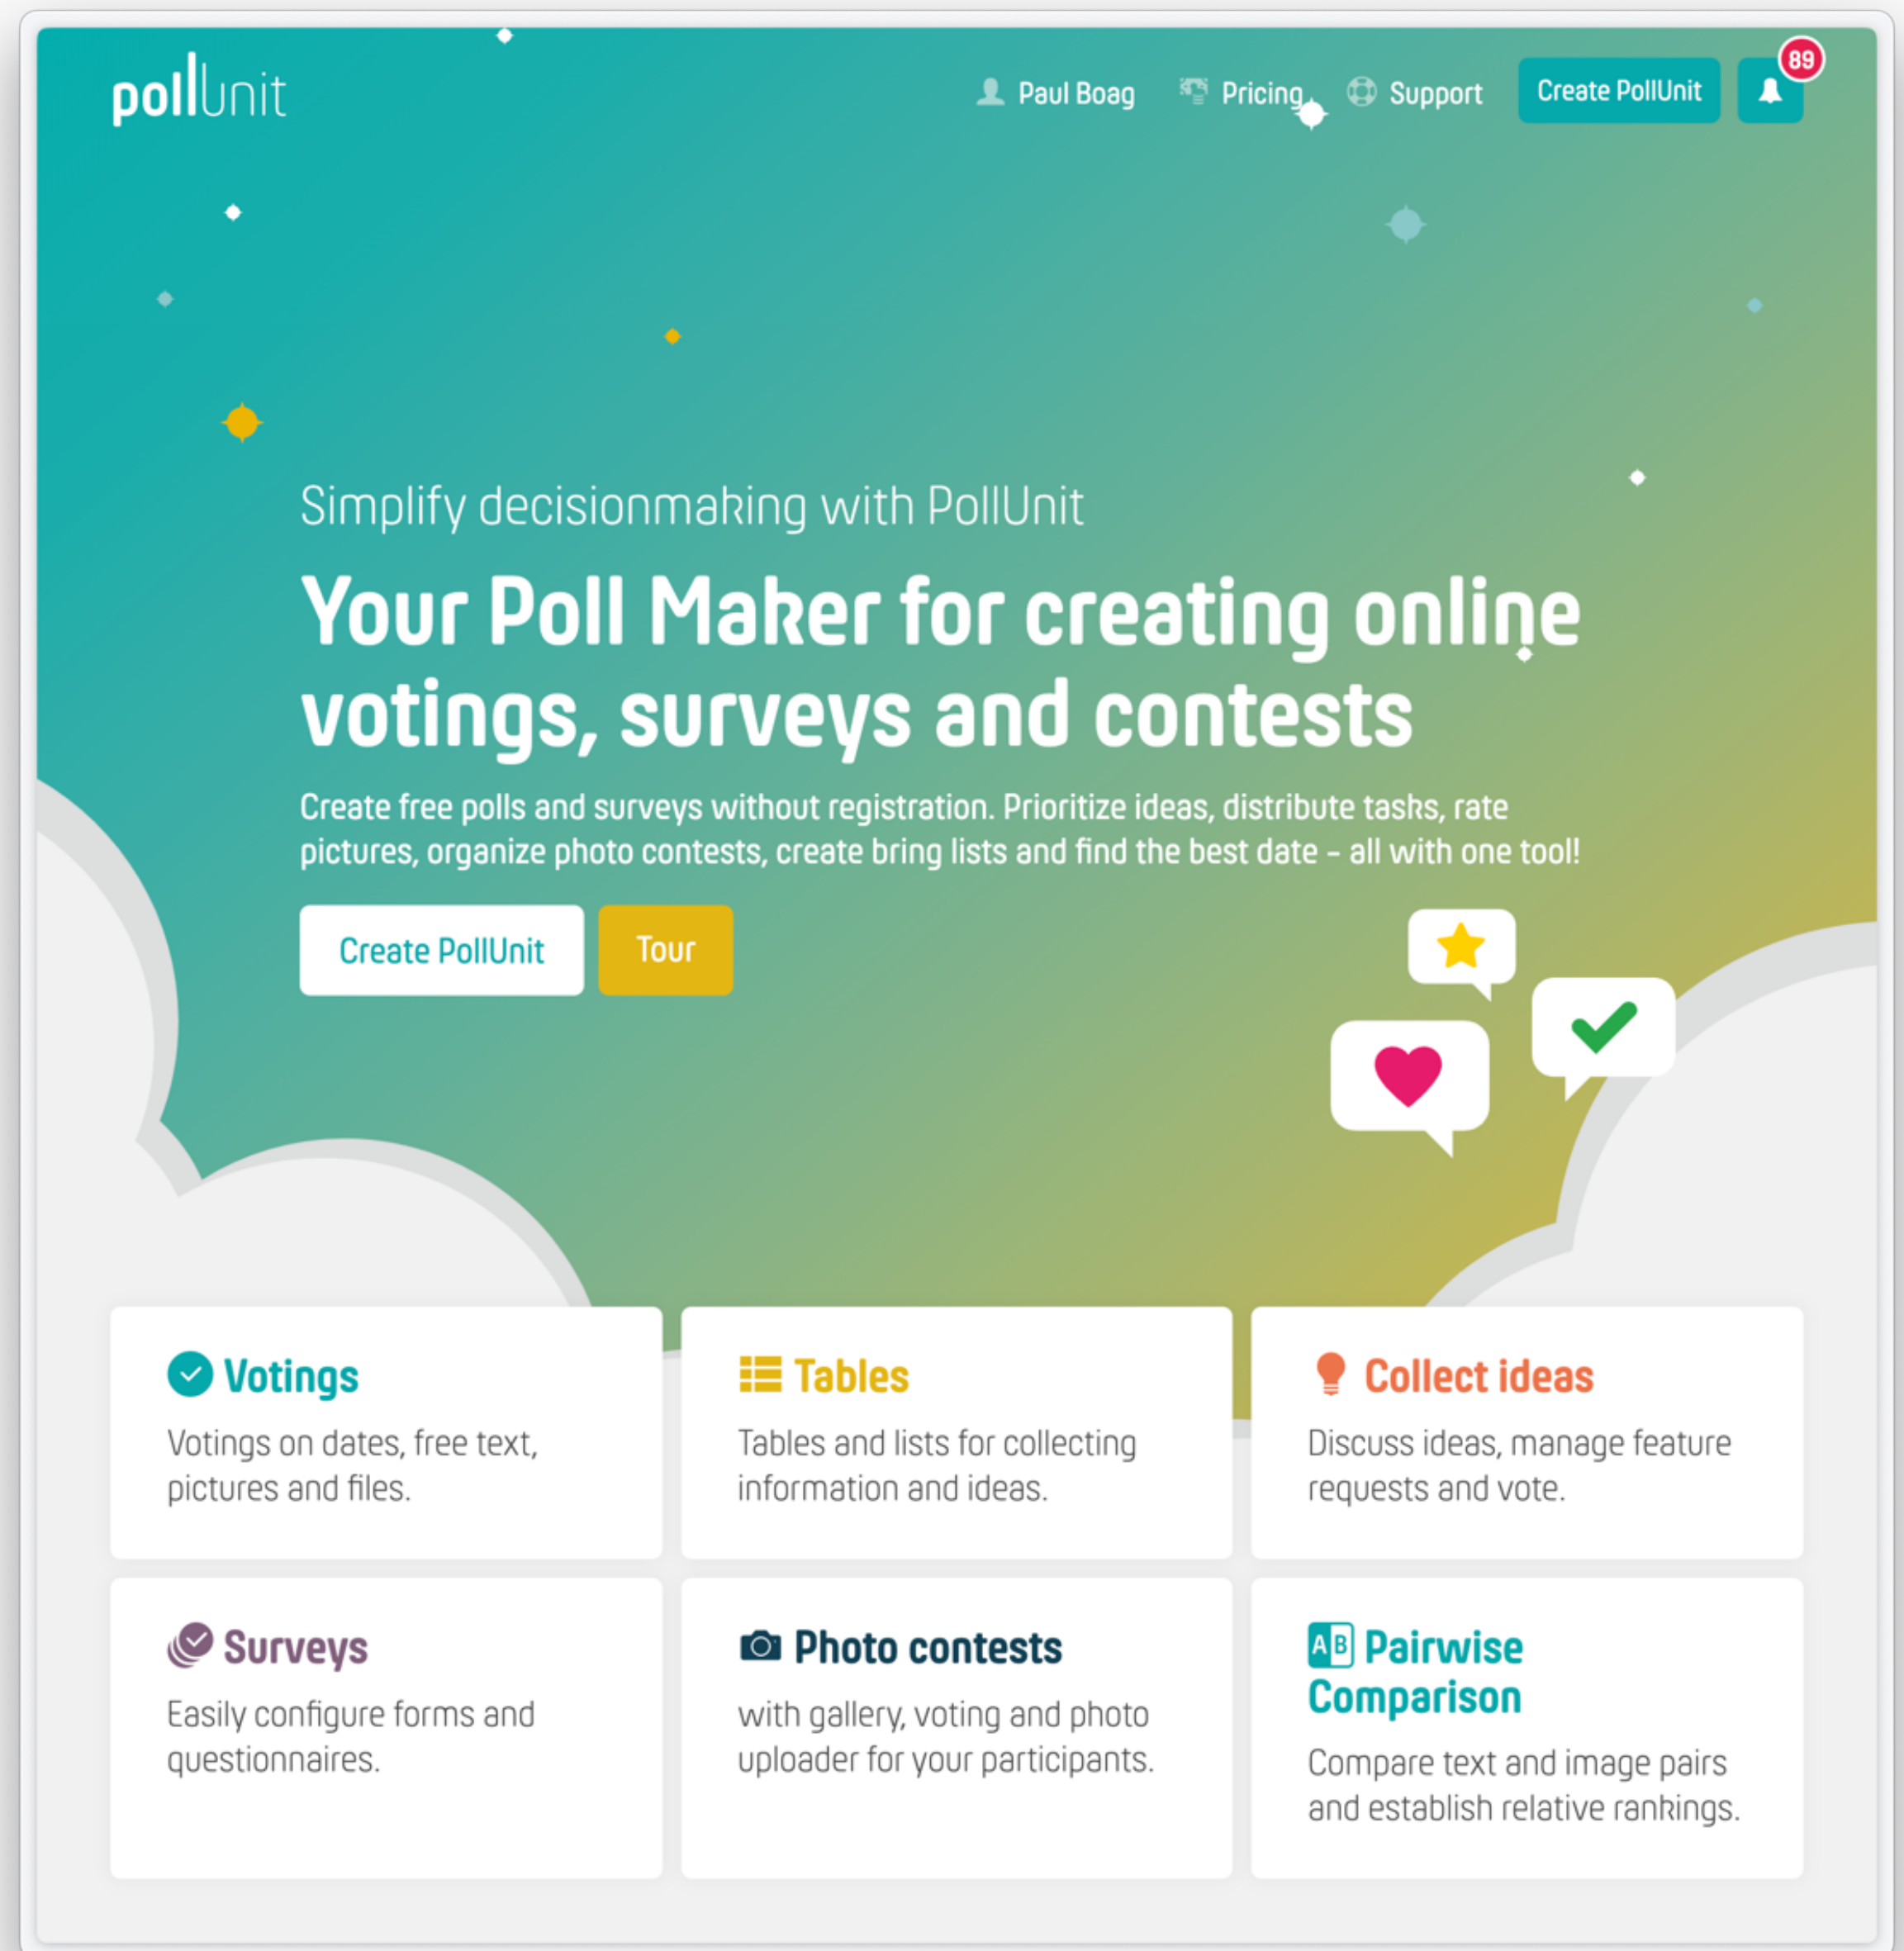 pollUnit
Paul Boag
Pricing
Support
Create PollUnit
89
Simplify decisionmaking with PollUnit
Your Poll Maker for creating online
votings, surveys and contests
Create free polls and surveys without registration. Prioritize ideas, distribute tasks, rate
pictures, organize photo contests, create bring lists and find the best date – all with one tool!
Create PollUnit
Tour
Votings
Votings on dates, free text,
pictures and files.
Tables
Tables and lists for collecting
information and ideas.
Collect ideas
Discuss ideas, manage feature
requests and vote.
Surveys
Easily configure forms and
questionnaires.
Photo contests
with gallery, voting and photo
uploader for your participants.
AB Pairwise
Comparison
Compare text and image pairs
and establish relative rankings.